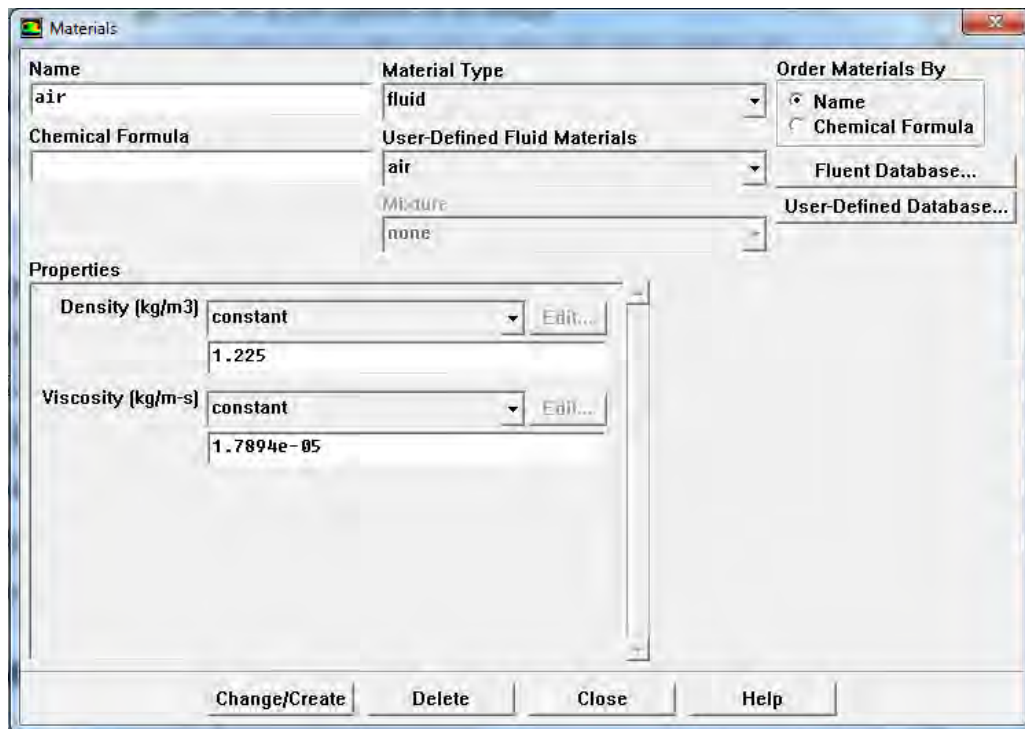 Materials
Name
air
Chemical Formula
Material Type
fluid
User-Defined Fluid Materials
air
Mixture
none
Order Materials By
Name
Chemical Formula
Fluent Database...
User-Defined Database...
Properties
Density (kg/m3)
constant
Edit...
1.225
Viscosity (kg/m-s)
constant
Edit...
1.7894e-05
Change/Create
Delete
Close
Help